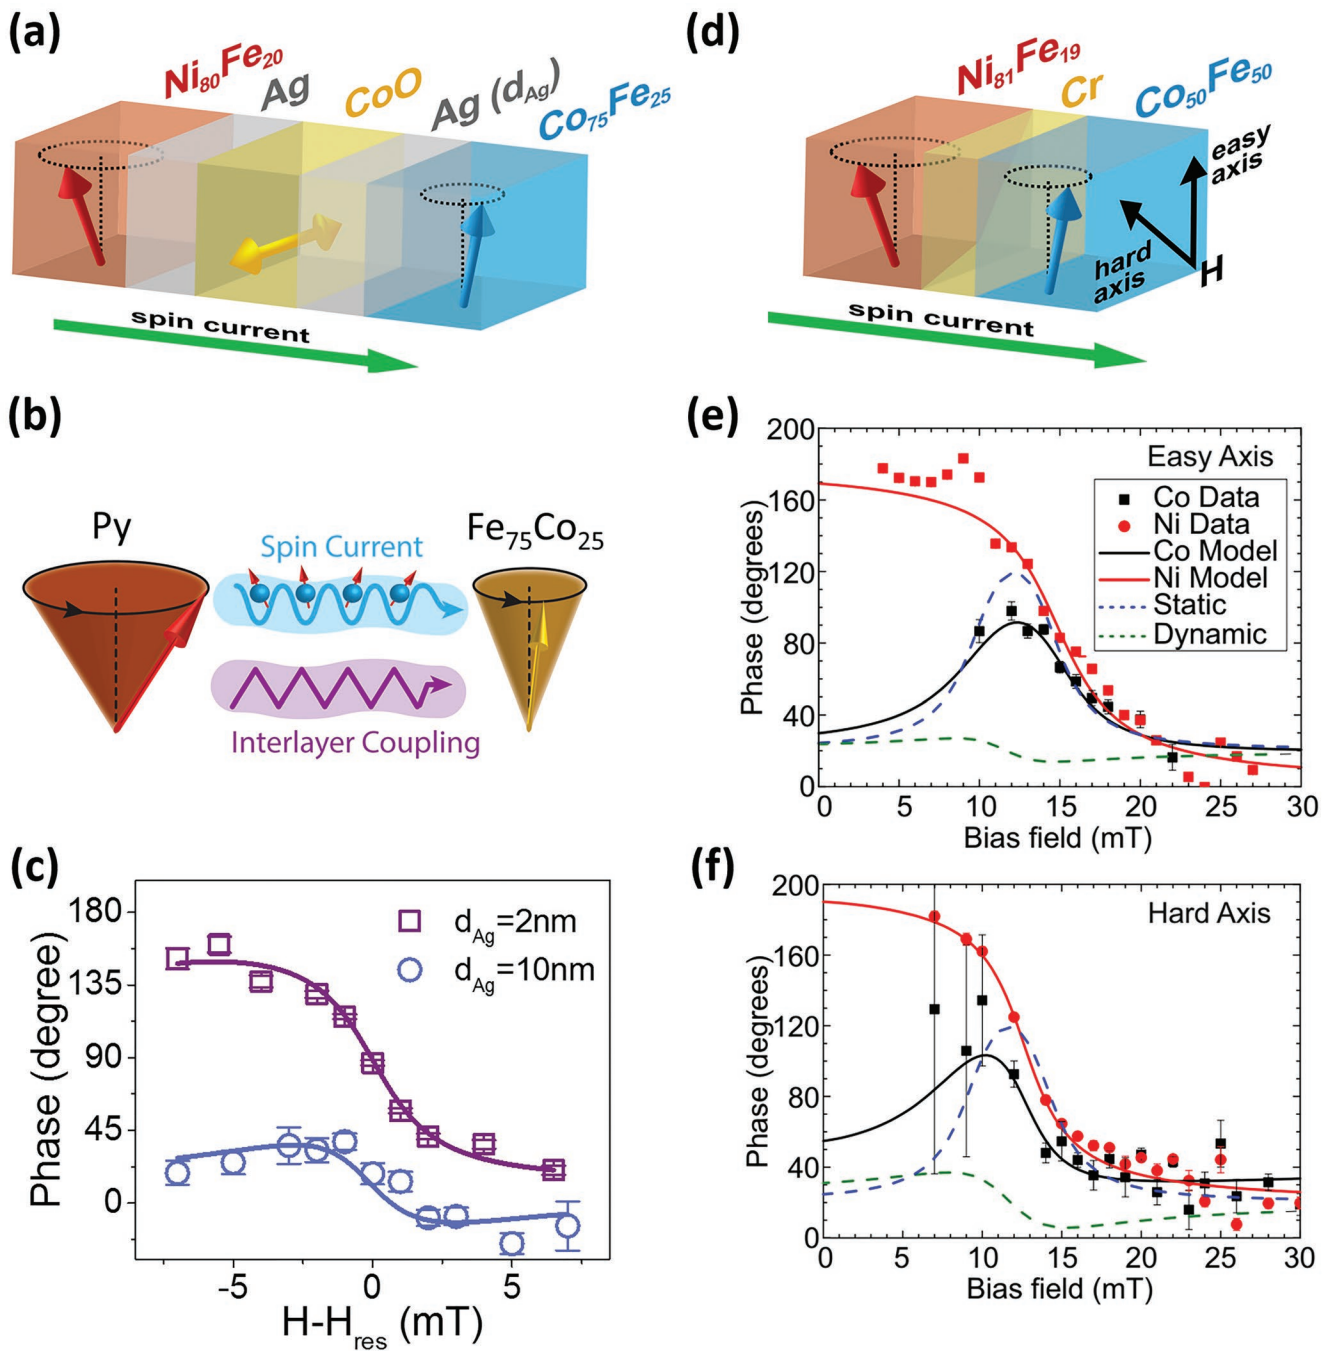 (a)
Ni80Fe20
Ag
CoO
Ag (dAg)
Co75Fe25
spin current
(b)
Py
Spin Current
Fe75Co25
Interlayer Coupling
(c)
180
135
90
45
0
Phase (degree)
dAg=2nm
dAg=10nm
-5
0
5
H-Hres (mT)
(d)
Ni81Fe19
Cr
Co50Fe50
easy
axis
hard
axis
H
spin current
(e)
200
160
120
80
40
0
Phase (degrees)
Easy Axis
Co Data
Ni Data
Co Model
Ni Model
Static
Dynamic
0
5
10
15
20
25
30
Bias field (mT)
(f)
200
160
120
80
40
0
Phase (degrees)
Hard Axis
0
5
10
15
20
25
30
Bias field (mT)